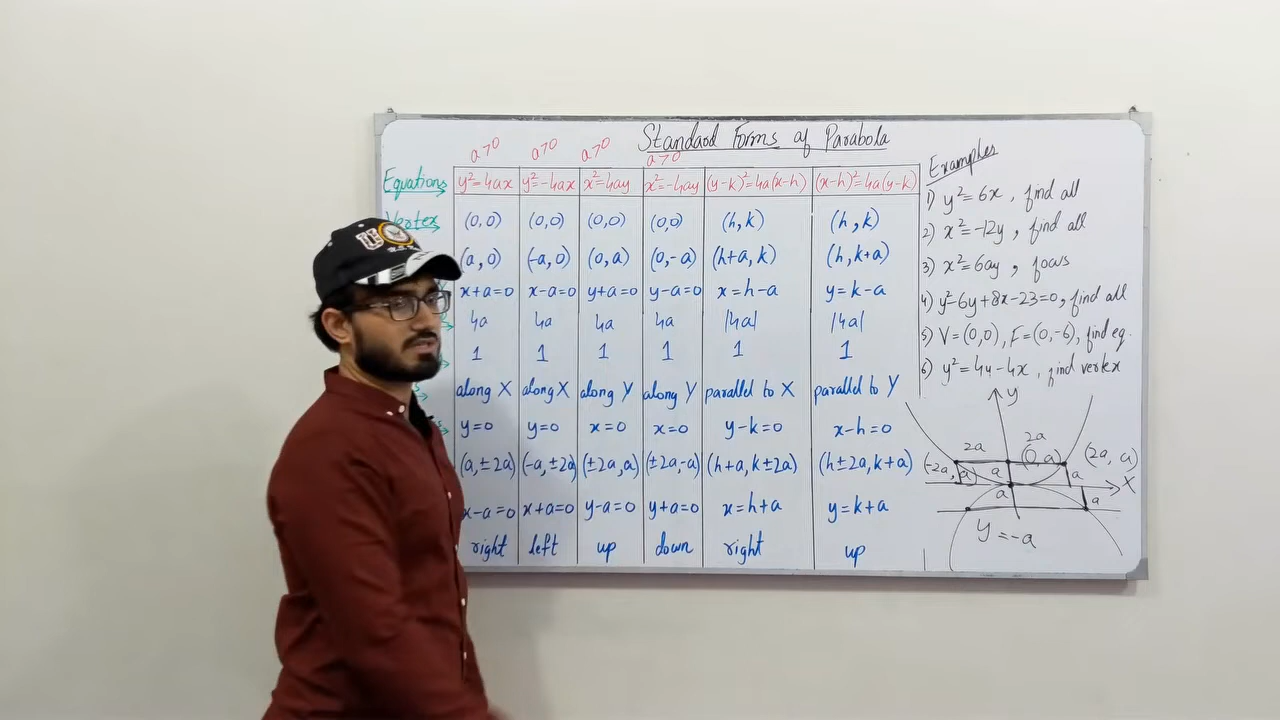 Standard Forms of Parabola
a>0 a>0 a>0 a>0
Equations y²=4ax y²=-4ax x²=4ay x²=-4ay (y-k)²=4a(x-h) (x-h)²=4a(y-k)
Vertex (0,0) (0,0) (0,0) (0,0) (h,k) (h,k)
(a,0) (-a,0) (0,a) (0,-a) (h+a,k) (h,k+a)
x+a=0 x-a=0 y+a=0 y-a=0 x=h-a y=k-a
4a 4a 4a 4a |4a| |4a|
1 1 1 1 1 1
along X along X along Y along Y parallel to X parallel to Y
y=0 y=0 x=0 x=0 y-k=0 x-h=0
(a,±2a) (-a,±2a) (±2a,a) (±2a,-a) (h+a,k±2a) (h±2a,k+a)
x-a=0 x+a=0 y-a=0 y+a=0 x=h+a y=k+a
right left up down right up
Examples
1) y²=6x, find all
2) x²=-12y, find all
3) x²=6ay, focus
4) y²-6y+8x-23=0, find all
5) V=(0,0), F=(0,-6), find eq.
6) y²=4y-4x, find vertex
y
2a 2a
(-2a, a (0,a) (2a, a)
a X
a a
y=-a
U